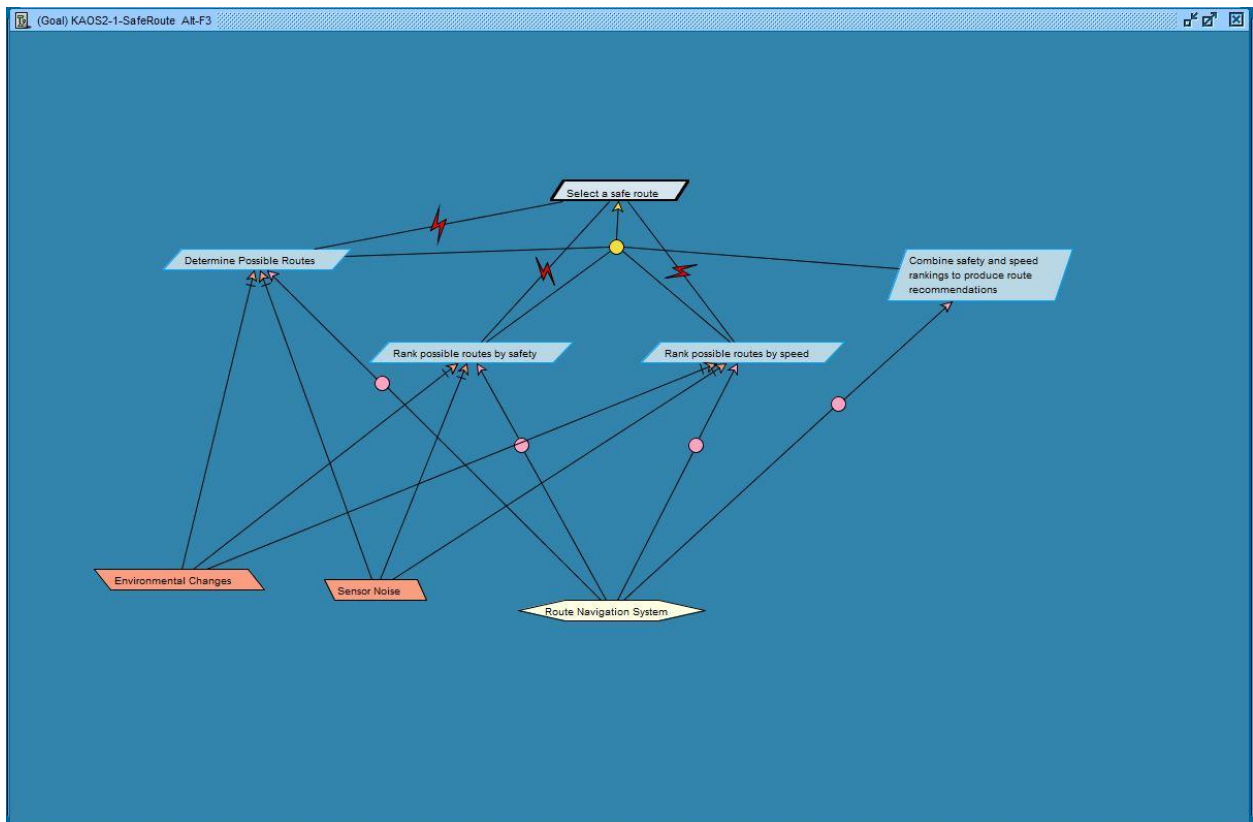 (Goal) KAOS2-1-SafeRoute Alt-F3
Select a safe route
Determine Possible Routes
Combine safety and speed
rankings to produce route
recommendations
Rank possible routes by safety
Rank possible routes by speed
Environmental Changes
Sensor Noise
Route Navigation System